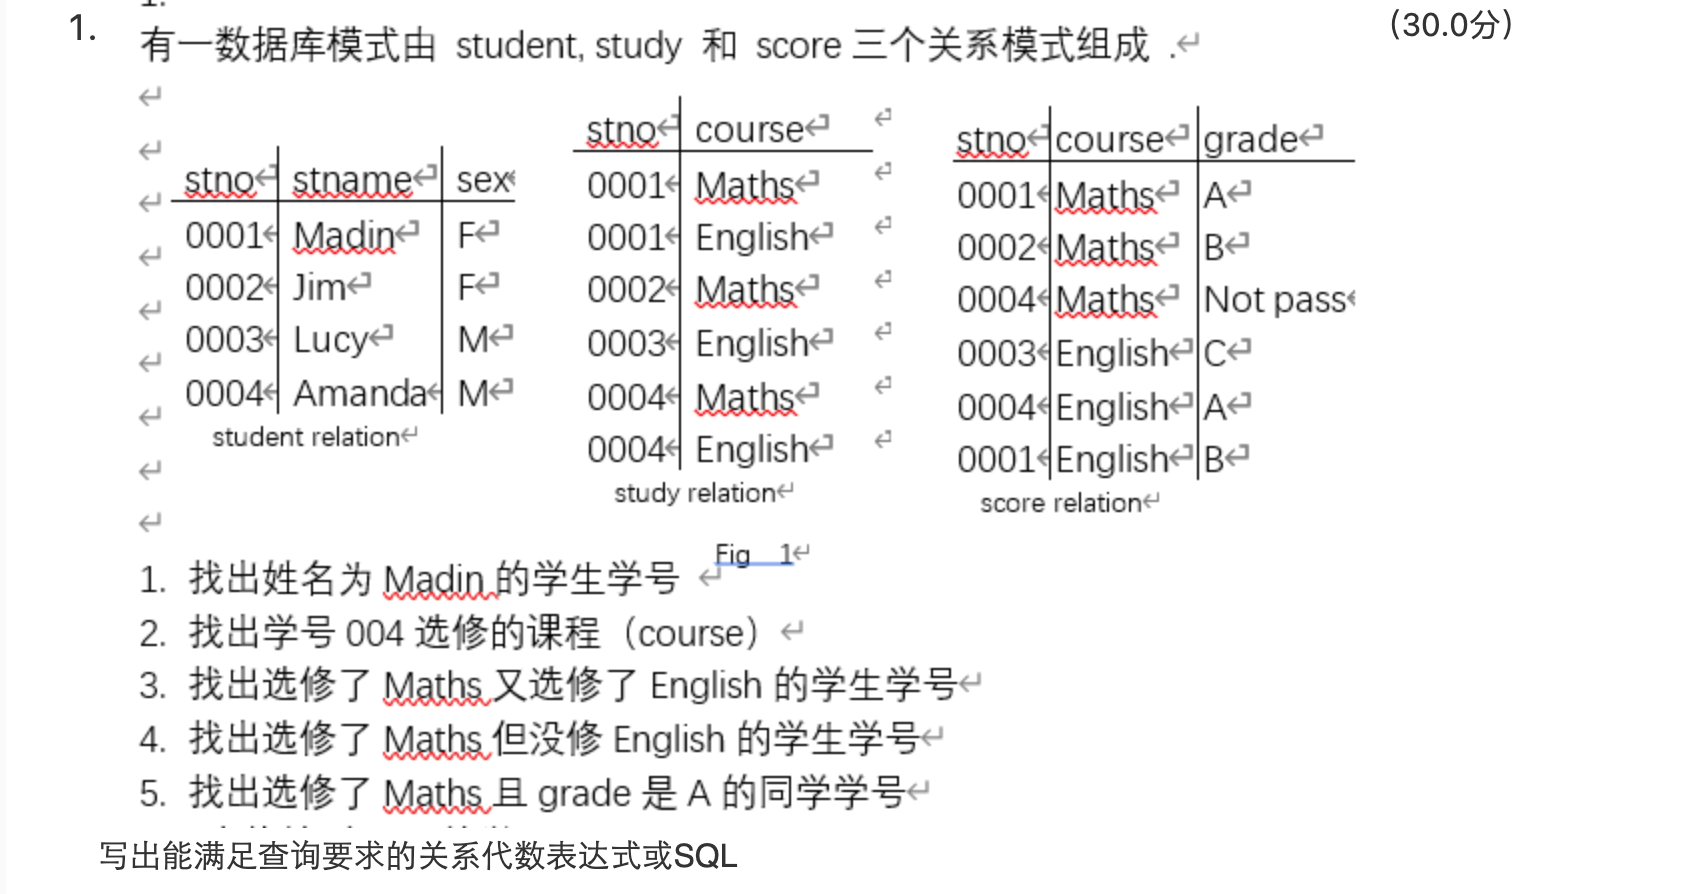 1.
(30.0分)
有一数据库模式由 student, study 和 score 三个关系模式组成 .
stno stname sex
0001 Madin F
0002 Jim F
0003 Lucy M
0004 Amanda M
student relation
stno course
0001 Maths
0001 English
0002 Maths
0003 English
0004 Maths
0004 English
study relation
stno course grade
0001 Maths A
0002 Maths B
0004 Maths Not pass
0003 English C
0004 English A
0001 English B
score relation
Fig 1
1. 找出姓名为 Madin 的学生学号
2. 找出学号 004 选修的课程（course）
3. 找出选修了 Maths 又选修了 English 的学生学号
4. 找出选修了 Maths 但没修 English 的学生学号
5. 找出选修了 Maths 且 grade 是 A 的同学学号
写出能满足查询要求的关系代数表达式或SQL